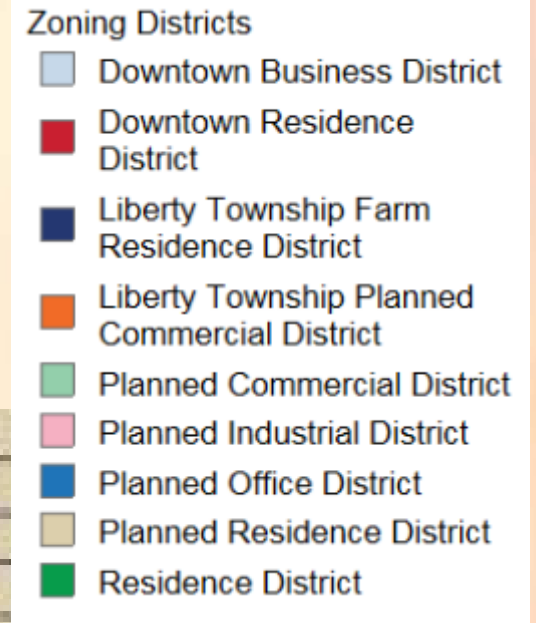 Zoning Districts
Downtown Business District
Downtown Residence
District
Liberty Township Farm
Residence District
Liberty Township Planned
Commercial District
Planned Commercial District
Planned Industrial District
Planned Office District
Planned Residence District
Residence District